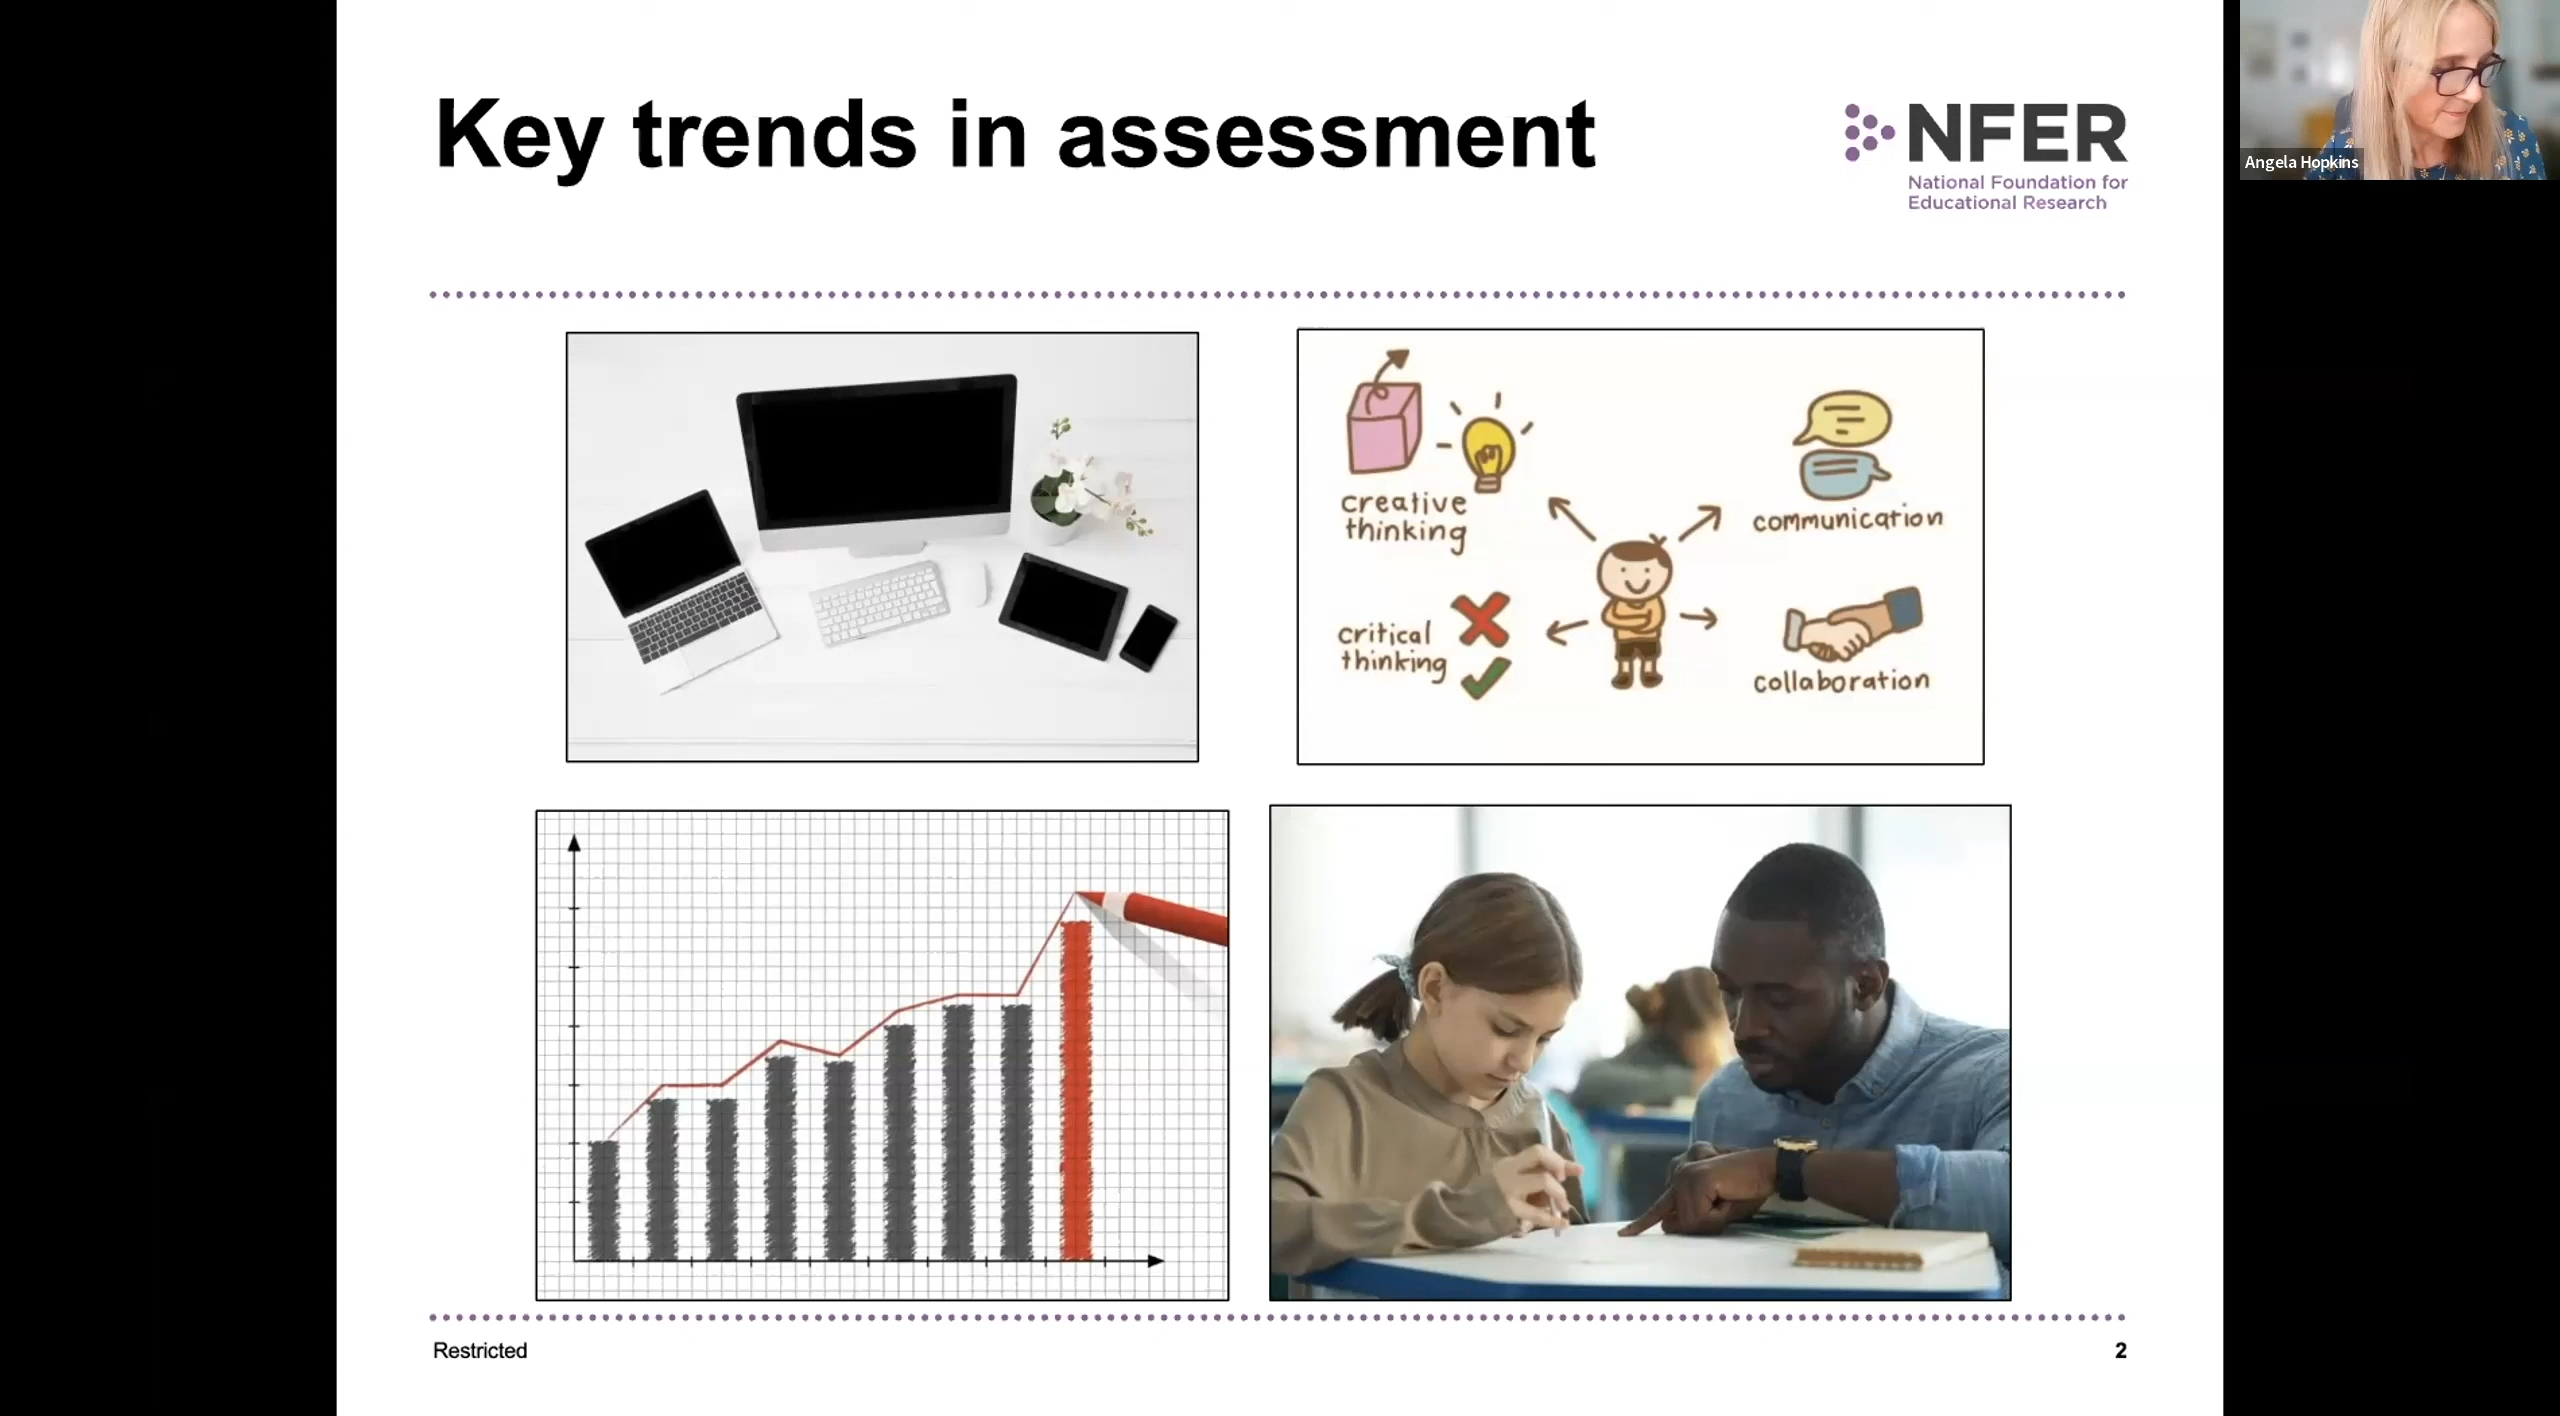 Key trends in assessment
NFER
National Foundation for
Educational Research
Angela Hopkins
creative
thinking
communication
critical
thinking
collaboration
Restricted
2